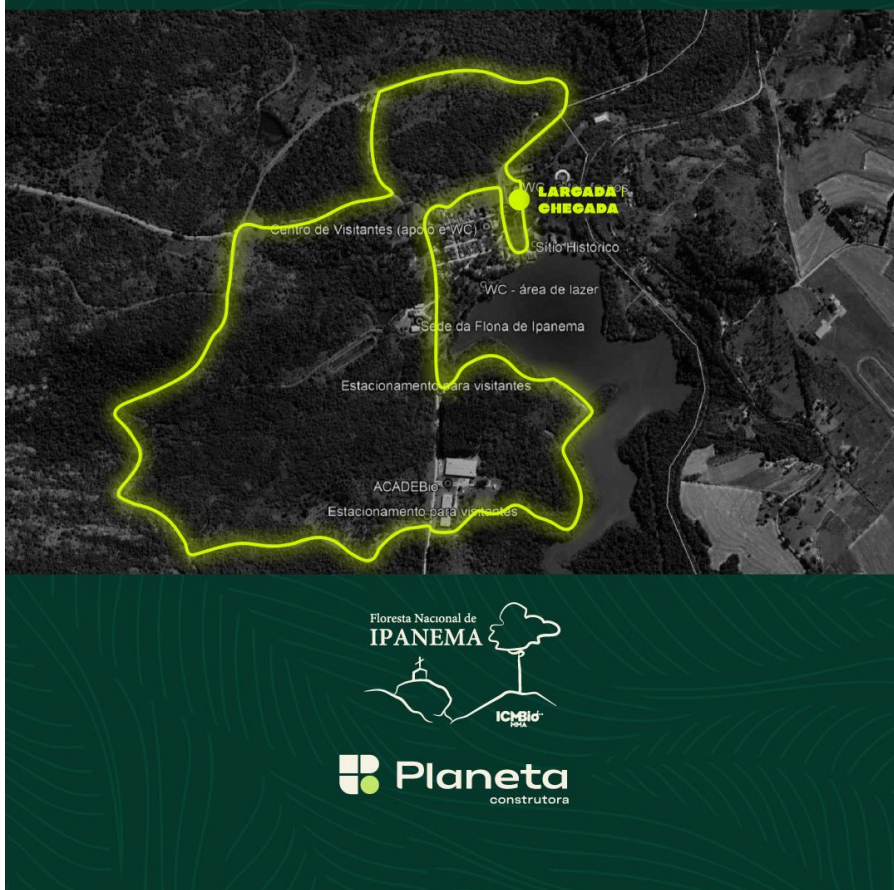 WC
LARGADA |
CHEGADA
Centro de Visitantes (apoio e WC)
Sítio Histórico
WC - área de lazer
Sede da Flona de Ipanema
Estacionamento para visitantes
ACADEBio
Estacionamento para visitantes
Floresta Nacional de
IPANEMA
ICMBio
MMA
Planeta
construtora